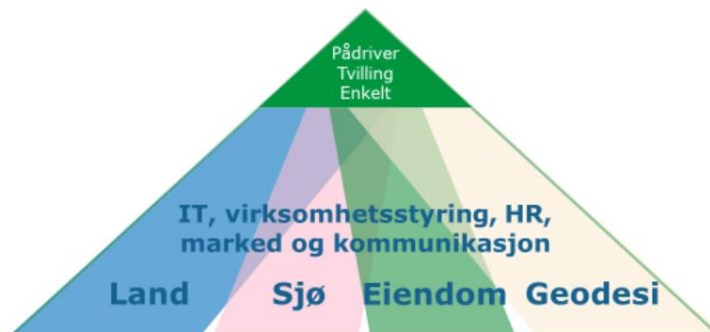 Pådriver
Tvilling
Enkelt
IT, virksomhetsstyring, HR,
marked og kommunikasjon
Land Sjø Eiendom Geodesi